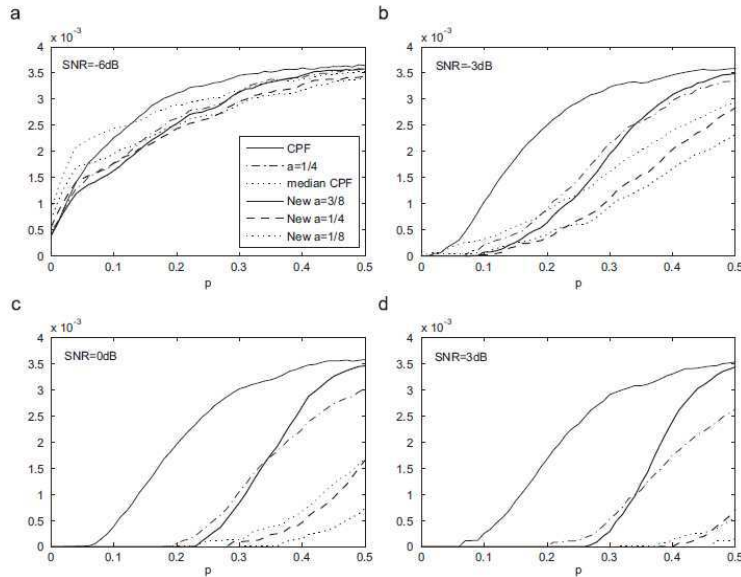 a
x 10-3
4
3.5
3
2.5
2
1.5
1
0.5
0
SNR=-6dB
CPF
a=1/4
median CPF
New a=3/8
New a=1/4
New a=1/8
0 0.1 0.2 0.3 0.4 0.5
p
b
x 10-3
4
3.5
3
2.5
2
1.5
1
0.5
0
SNR=-3dB
0 0.1 0.2 0.3 0.4 0.5
p
c
x 10-3
4
3.5
3
2.5
2
1.5
1
0.5
0
SNR=0dB
0 0.1 0.2 0.3 0.4 0.5
p
d
x 10-3
4
3.5
3
2.5
2
1.5
1
0.5
0
SNR=3dB
0 0.1 0.2 0.3 0.4 0.5
p